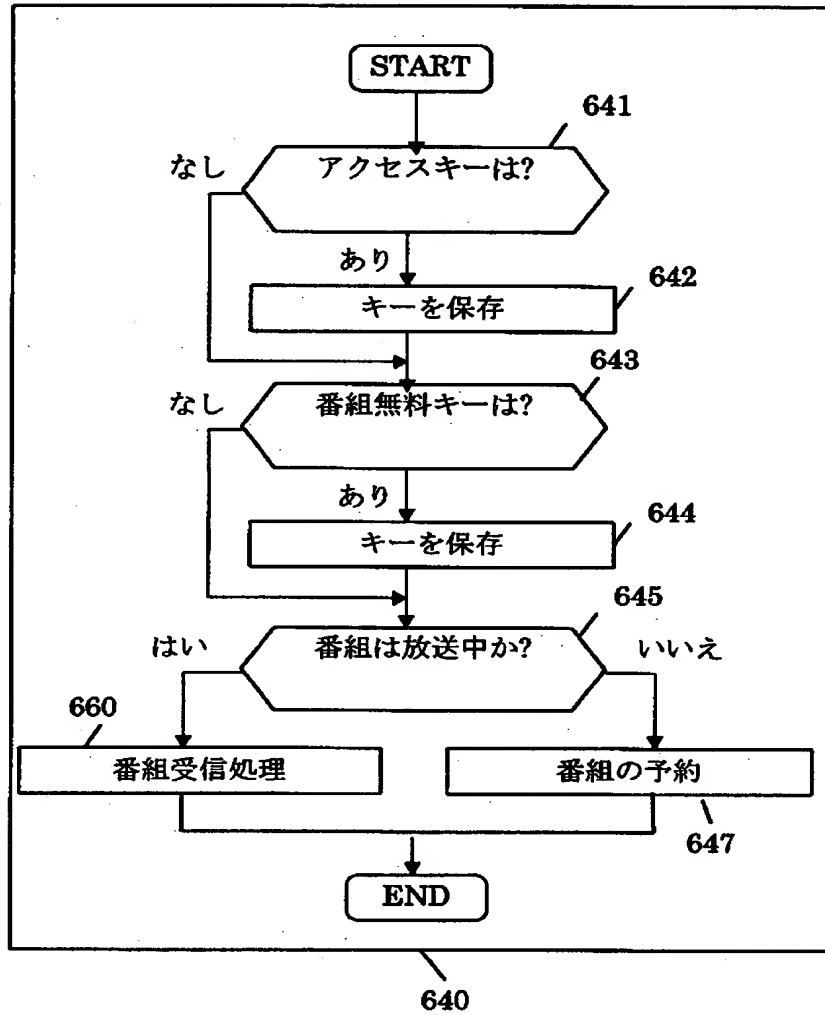 START
641
アクセスキーは?
なし
あり
642
キーを保存
643
番組無料キーは?
なし
あり
644
キーを保存
645
番組は放送中か?
はい
いいえ
660
番組受信処理
番組の予約
647
END
640